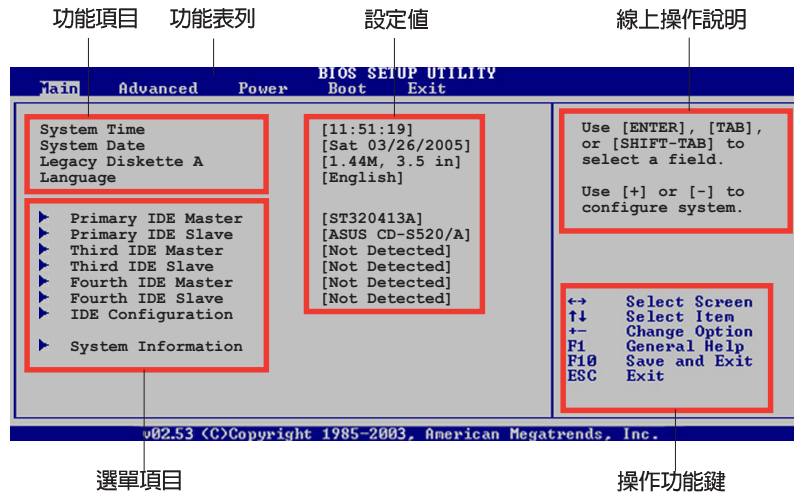 功能項目 功能表列 設定值 線上操作說明
BIOS SETUP UTILITY
Main Advanced Power Boot Exit
System Time [11:51:19]
System Date [Sat 03/26/2005]
Legacy Diskette A [1.44M, 3.5 in]
Language [English]
Use [ENTER], [TAB],
or [SHIFT-TAB] to
select a field.
Use [+] or [-] to
configure system.
Primary IDE Master [ST320413A]
Primary IDE Slave [ASUS CD-S520/A]
Third IDE Master [Not Detected]
Third IDE Slave [Not Detected]
Fourth IDE Master [Not Detected]
Fourth IDE Slave [Not Detected]
IDE Configuration
System Information
←→ Select Screen
↑↓ Select Item
+- Change Option
F1 General Help
F10 Save and Exit
ESC Exit
v02.53 (C)Copyright 1985-2003, American Megatrends, Inc.
選單項目 操作功能鍵